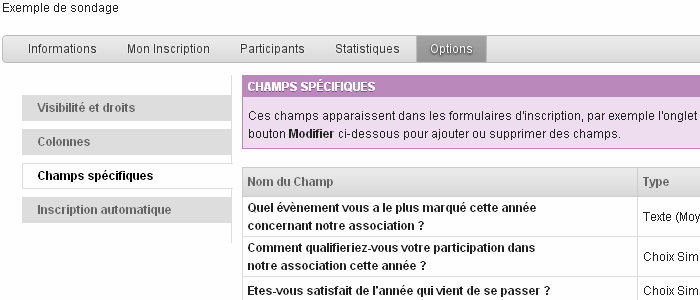 Exemple de sondage
Informations Mon Inscription Participants Statistiques Options
Visibilité et droits
Colonnes
Champs spécifiques
Inscription automatique
CHAMPS SPÉCIFIQUES
Ces champs apparaissent dans les formulaires d'inscription, par exemple l'onglet
bouton Modifier ci-dessous pour ajouter ou supprimer des champs.
Nom du Champ Type
Quel évènement vous a le plus marqué cette année
concernant notre association ?
Texte (Moy
Comment qualifieriez-vous votre participation dans
notre association cette année ?
Choix Sim
Etes-vous satisfait de l'année qui vient de se passer ? Choix Sim